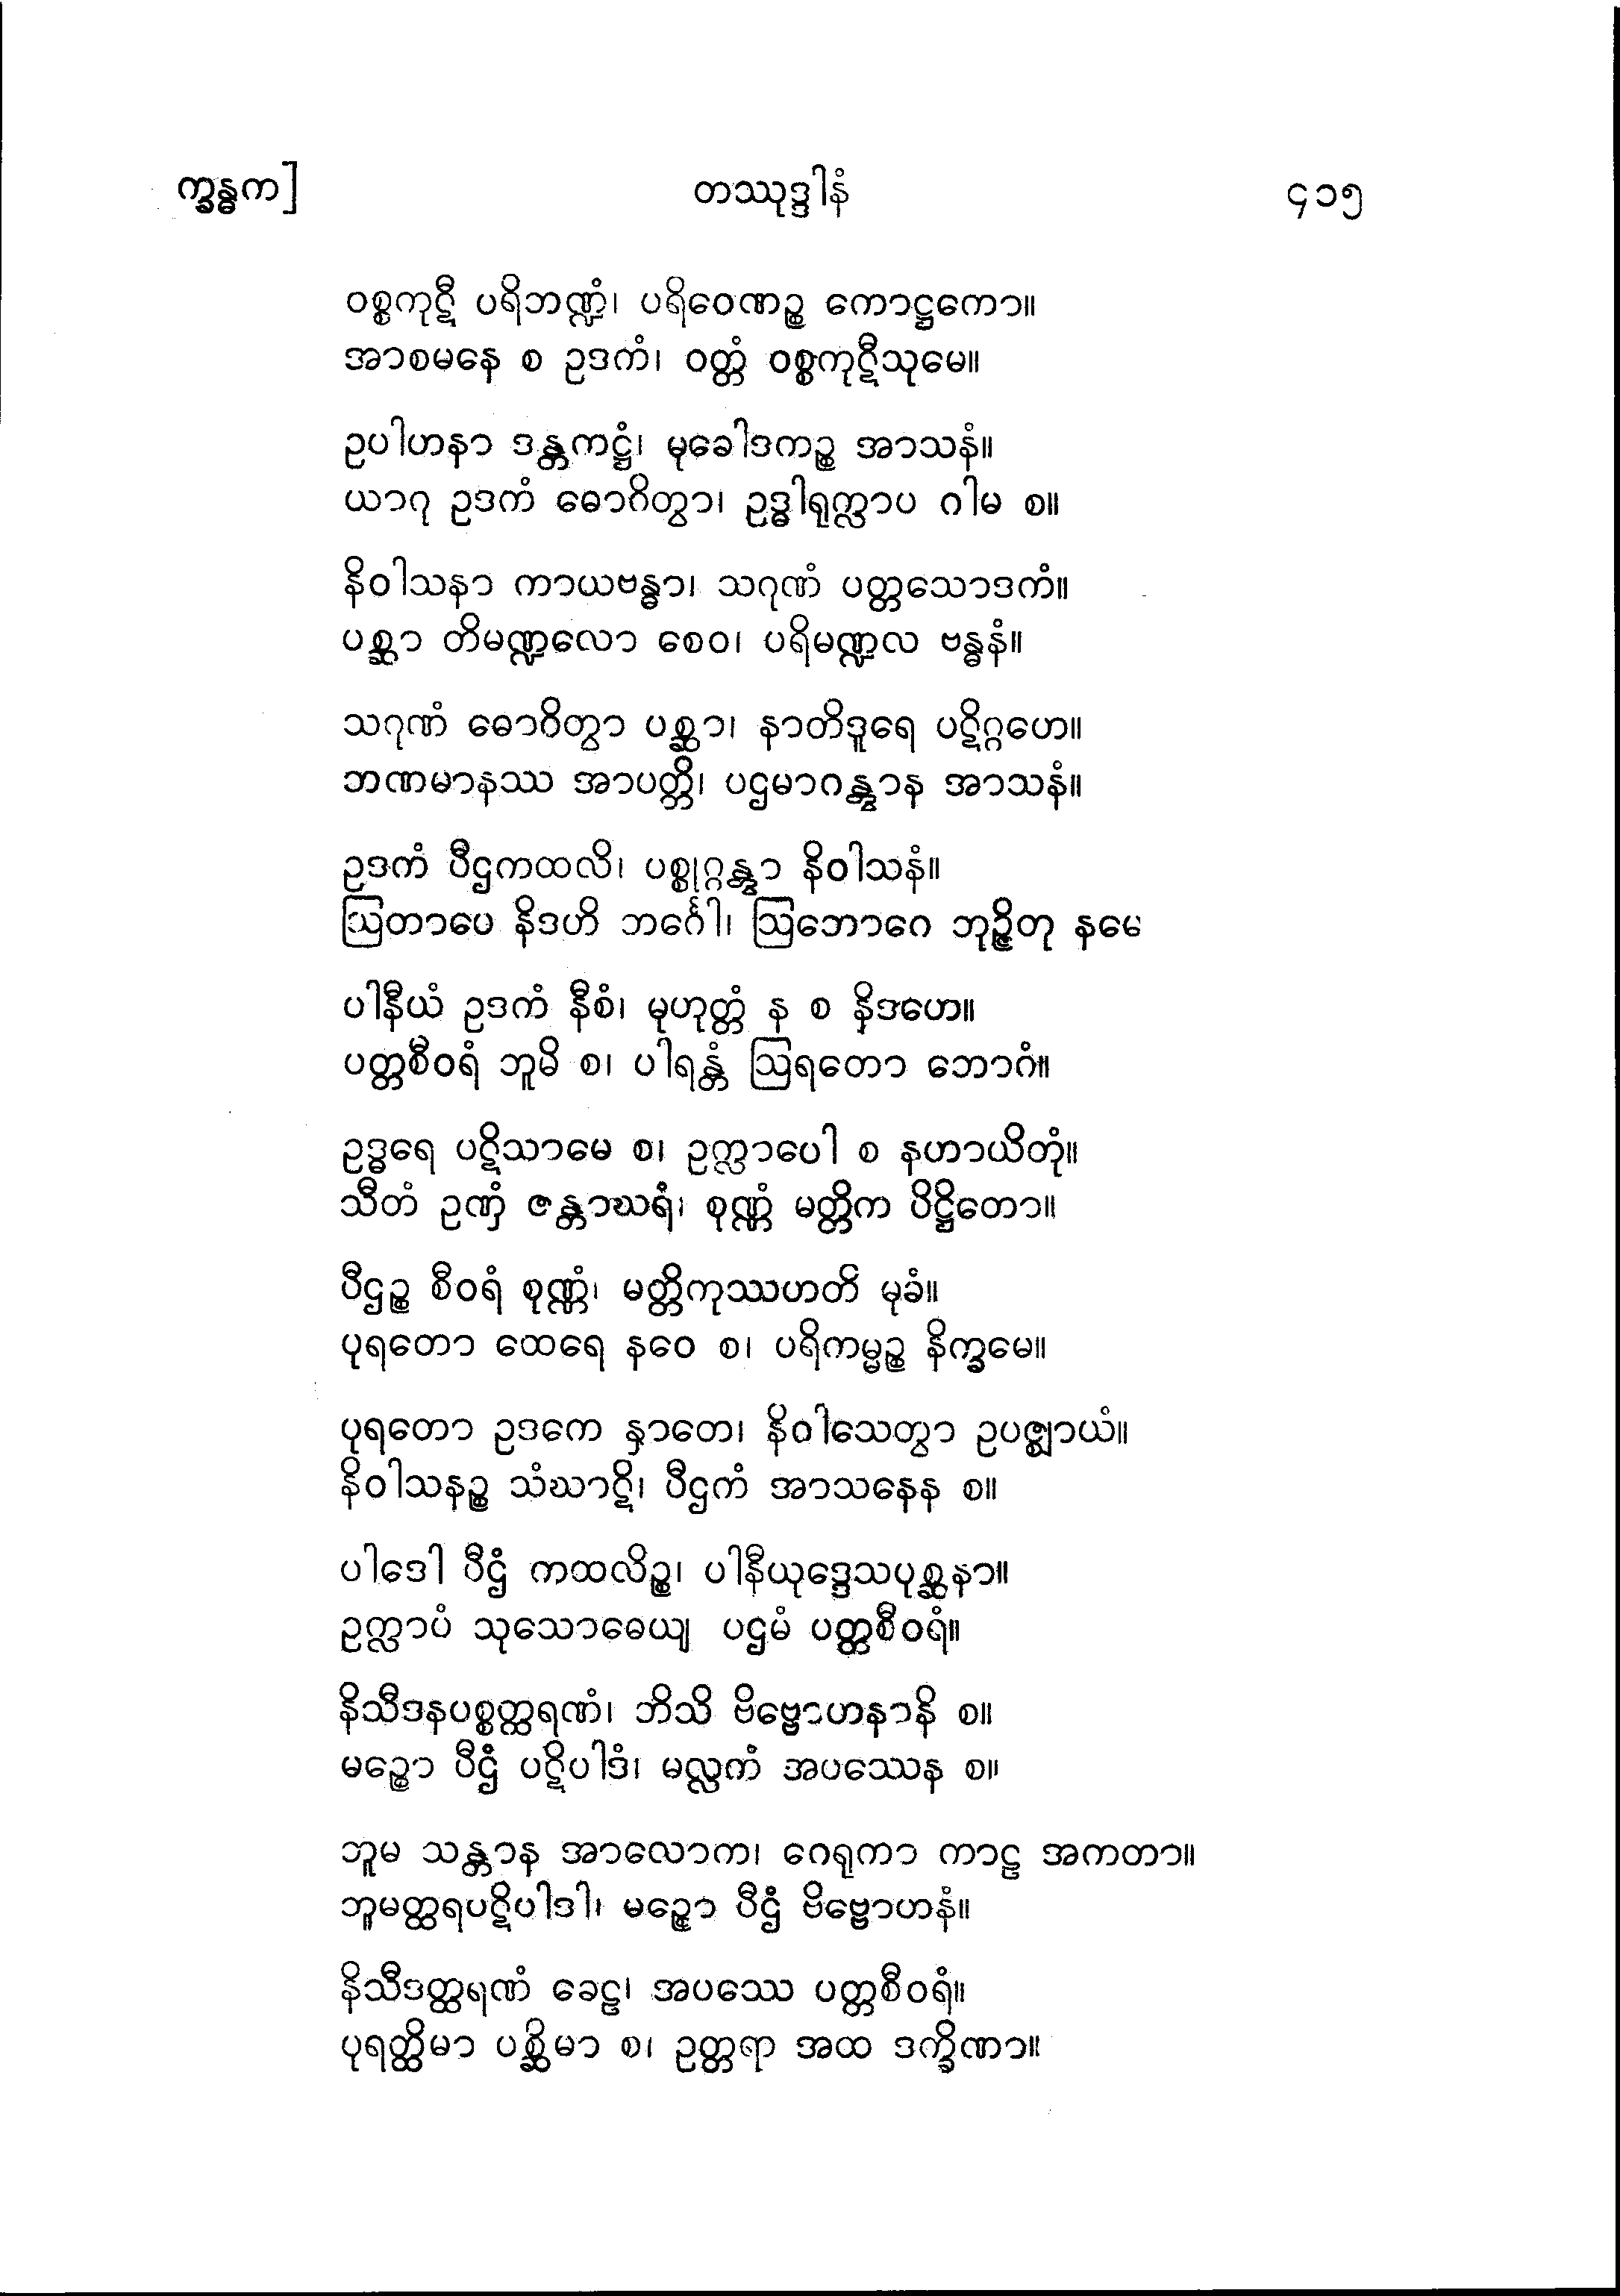 က္ခန္ဓက] တဿုဒ္ဒါနံ ၄၁၅
ဝစ္စကုဋီ ပရိဘဏ္ဍံ၊ ပရိဝေဏဉ္စ ကောဋ္ဌကော။
အာစမနေ စ ဥဒကံ၊ ဝတ္တံ ဝစ္စကုဋီသုမေ။
ဥပါဟနာ ဒန္တကဋ္ဌံ၊ မုခေါဒကဉ္စ အာသနံ။
ယာဂု ဥဒကံ ဓောဂိတွာ၊ ဥဒ္ဓါရုက္လာပ ဂါမ စ။
နိဝါသနာ ကာယဗန္ဓာ၊ သဂုဏံ ပတ္တသောဒကံ။
ပစ္ဆာ တိမဏ္ဍလော စေဝ၊ ပရိမဏ္ဍလ ဗန္ဓနံ။
သဂုဏံ ဓောဝိတွာ ပစ္ဆာ၊ နာတိဒူရေ ပဋိဂ္ဂဟေ။
ဘဏမာနဿ အာပတ္တိ၊ ပဌမာဂန္တွာန အာသနံ။
ဥဒကံ ပီဌကထလိ၊ ပစ္စုဂ္ဂန္တွာ နိဝါသနံ။
ဩတာပေ နိဒဟိ ဘင်္ဂေါ၊ ဩဘောဂေ ဘုဉ္ဇိတု နမေ
ပါနီယံ ဥဒကံ နီစံ၊ မုဟုတ္တံ န စ နိဒဟေ။
ပတ္တစီဝရံ ဘူမိ စ၊ ပါရန္တံ ဩရတော ဘောဂံ။
ဥဒ္ဓရေ ပဋိသာမေ စ၊ ဥက္လာပေါ စ နဟာယိတုံ။
သီတံ ဥဏှံ ဇန္တာဃရံ၊ စုဏ္ဏံ မတ္တိက ပိဋ္ဌိတော။
ပီဌဉ္စ စီဝရံ စုဏ္ဏံ၊ မတ္တိကုဿဟတိ မုခံ။
ပုရတော ထေရေ နဝေ စ၊ ပရိကမ္မဉ္စ နိက္ခမေ။
ပုရတော ဥဒကေ နှာတေ၊ နိဝါသေတွာ ဥပဇ္ဈာယံ။
နိဝါသနဉ္စ သံဃာဋိ၊ ပီဌကံ အာသနေန စ။
ပါဒေါ ပီဌံ ကထလိဉ္စ၊ ပါနီယုဒ္ဒေသပုစ္ဆနာ။
ဥက္လာပံ သုသောဓေယျ ပဌမံ ပတ္တစီဝရံ။
နိသီဒနပစ္စတ္ထရဏံ၊ ဘိသိ ဗိဗ္ဗောဟနာနိ စ။
မဉ္စော ပီဌံ ပဋိပါဒံ၊ မလ္လကံ အပဿေန စ။
ဘူမ သန္တာန အာလောက၊ ဂေရုကာ ကာဠ အကတာ။
ဘူမတ္ထရပဋိပါဒါ၊ မဉ္စော ပီဌံ ဗိဗ္ဗောဟနံ။
နိသီဒတ္ထရဏံ ခေဠ၊ အပဿေ ပတ္တစီဝရံ။
ပုရတ္ထိမာ ပစ္ဆိမာ စ၊ ဥတ္တရာ အထ ဒက္ခိဏာ။